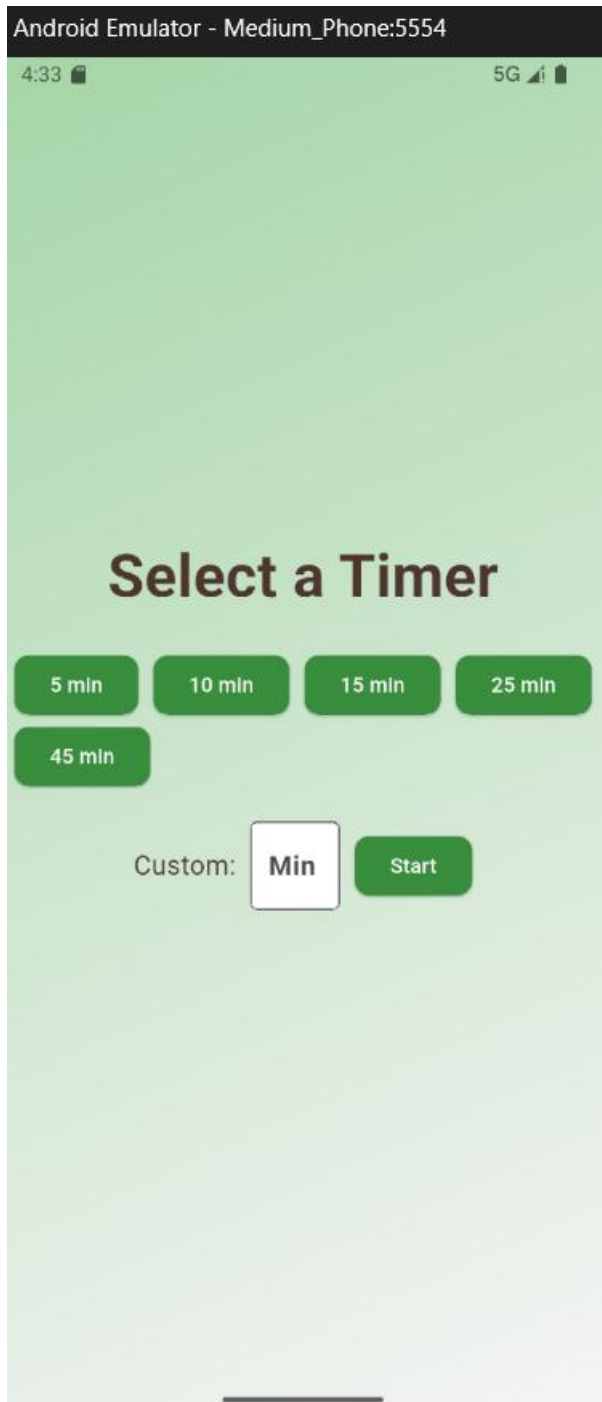 Android Emulator - Medium_Phone:5554
4:33 5G
Select a Timer
5 min 10 min 15 min 25 min
45 min
Custom: Min Start